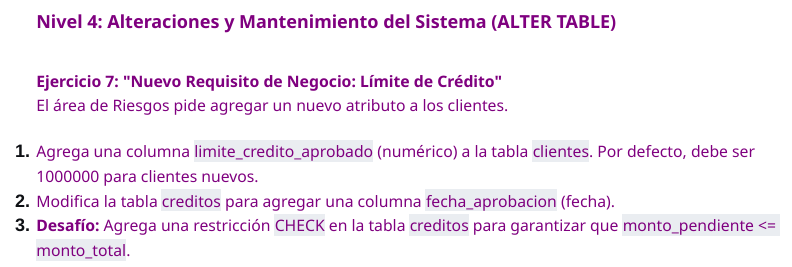 Nivel 4: Alteraciones y Mantenimiento del Sistema (ALTER TABLE)
Ejercicio 7: "Nuevo Requisito de Negocio: Límite de Crédito"
El área de Riesgos pide agregar un nuevo atributo a los clientes.
1. Agrega una columna limite_credito_aprobado (numérico) a la tabla clientes. Por defecto, debe ser
1000000 para clientes nuevos.
2. Modifica la tabla creditos para agregar una columna fecha_aprobacion (fecha).
3. Desafío: Agrega una restricción CHECK en la tabla creditos para garantizar que monto_pendiente <=
monto_total.